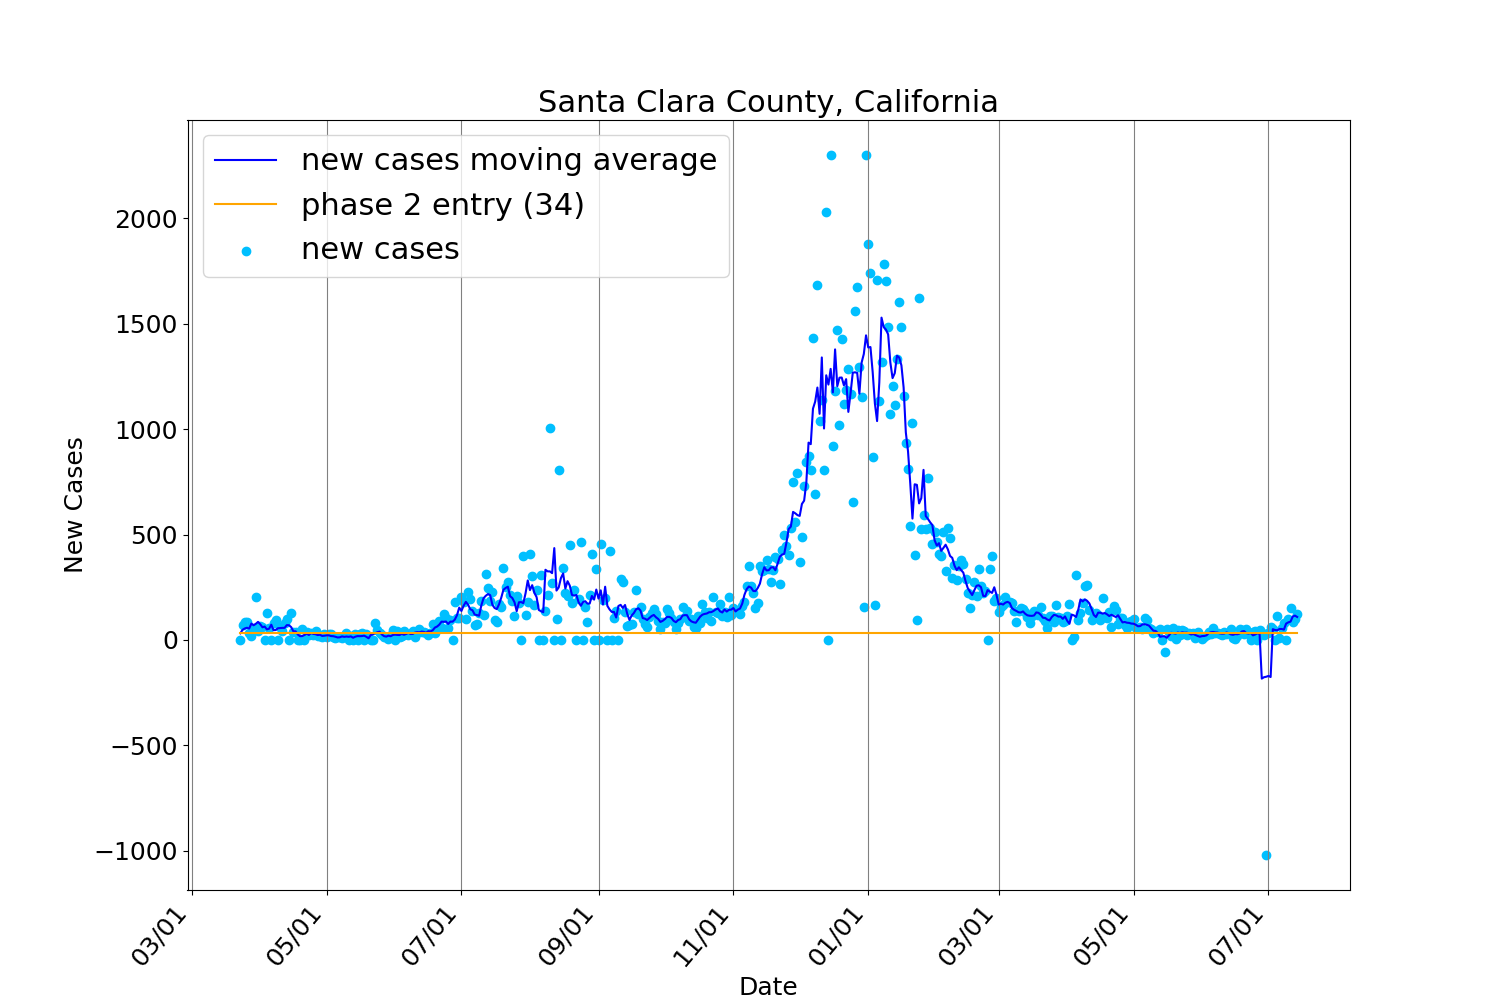 Santa Clara County, California
new cases moving average
phase 2 entry (34)
new cases
2000
1500
1000
500
0
−500
−1000
New Cases
03/01
05/01
07/01
09/01
11/01
01/01
03/01
05/01
07/01
Date